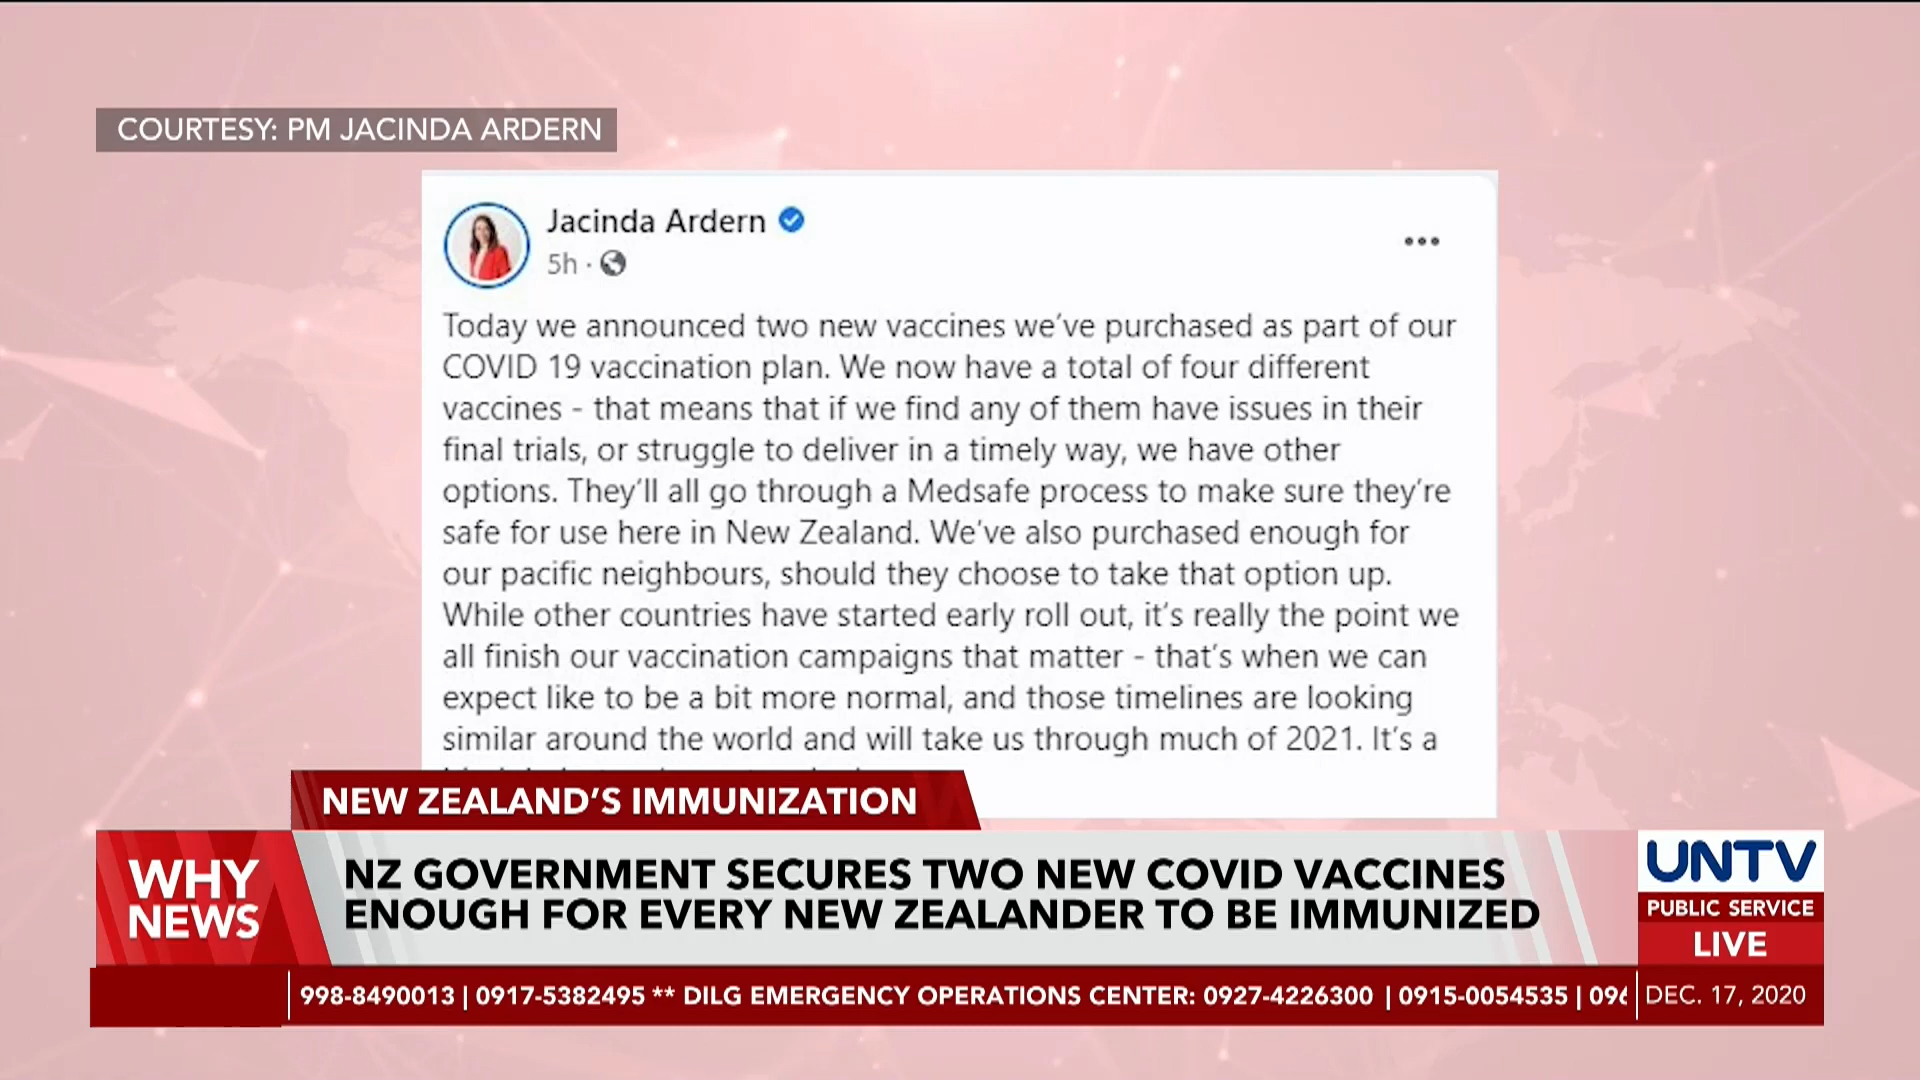 COURTESY: PM JACINDA ARDERN
Jacinda Ardern
5h ·
Today we announced two new vaccines we've purchased as part of our
COVID 19 vaccination plan. We now have a total of four different
vaccines - that means that if we find any of them have issues in their
final trials, or struggle to deliver in a timely way, we have other
options. They'll all go through a Medsafe process to make sure they're
safe for use here in New Zealand. We've also purchased enough for
our pacific neighbours, should they choose to take that option up.
While other countries have started early roll out, it's really the point we
all finish our vaccination campaigns that matter - that's when we can
expect like to be a bit more normal, and those timelines are looking
similar around the world and will take us through much of 2021. It's a
NEW ZEALAND'S IMMUNIZATION
WHY
NEWS
NZ GOVERNMENT SECURES TWO NEW COVID VACCINES
ENOUGH FOR EVERY NEW ZEALANDER TO BE IMMUNIZED
UNTV
PUBLIC SERVICE
LIVE
998-8490013 | 0917-5382495 ** DILG EMERGENCY OPERATIONS CENTER: 0927-4226300 | 0915-0054535 |
DEC. 17, 2020